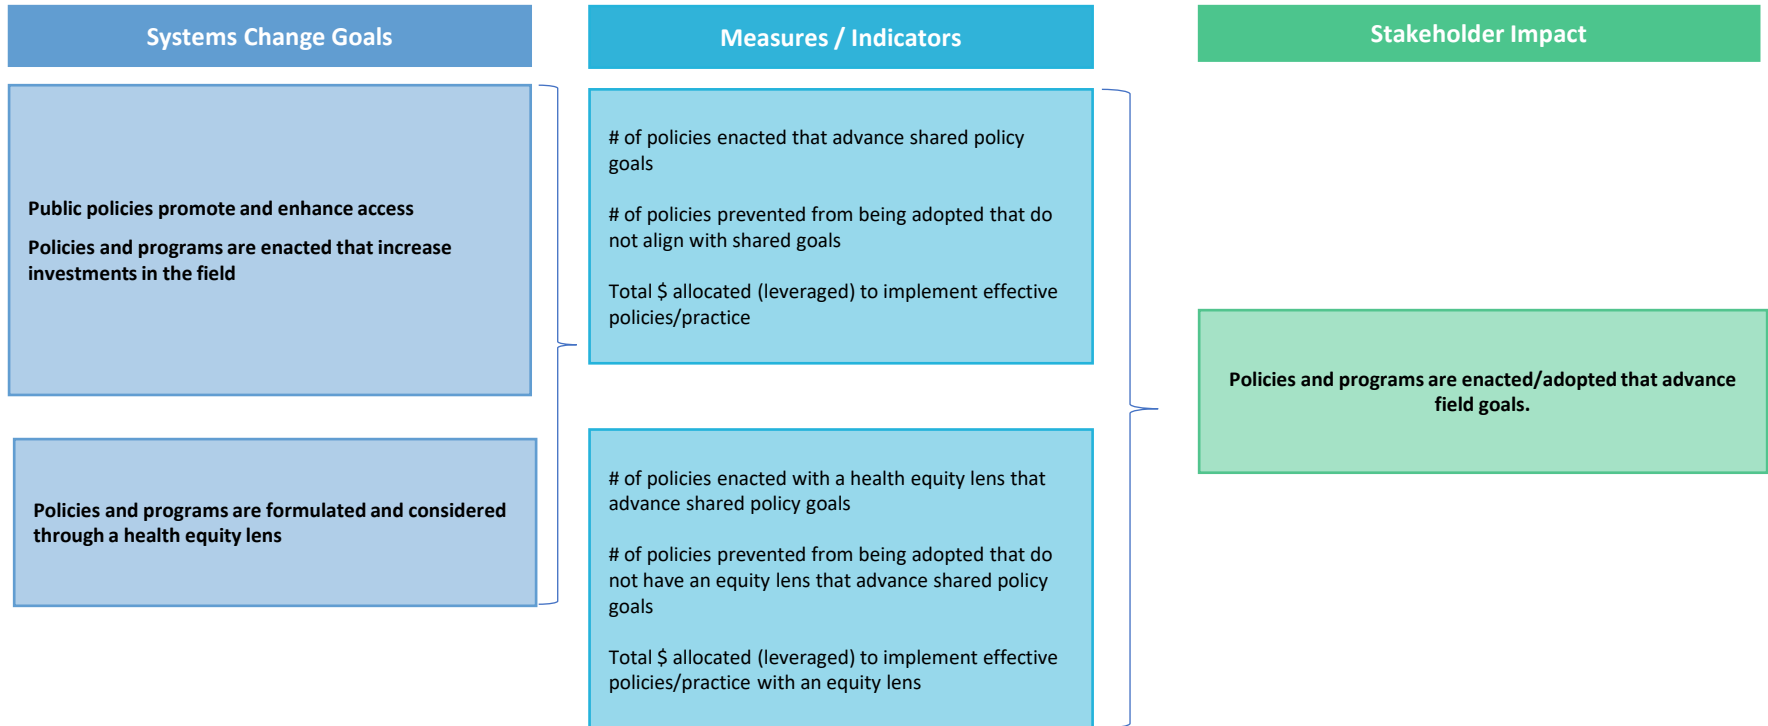 Systems Change Goals
Measures / Indicators
Stakeholder Impact
Public policies promote and enhance access
Policies and programs are enacted that increase
investments in the field
Policies and programs are formulated and considered
through a health equity lens
# of policies enacted that advance shared policy
goals
# of policies prevented from being adopted that do
not align with shared goals
Total $ allocated (leveraged) to implement effective
policies/practice
# of policies enacted with a health equity lens that
advance shared policy goals
# of policies prevented from being adopted that do
not have an equity lens that advance shared policy
goals
Total $ allocated (leveraged) to implement effective
policies/practice with an equity lens
Policies and programs are enacted/adopted that advance
field goals.